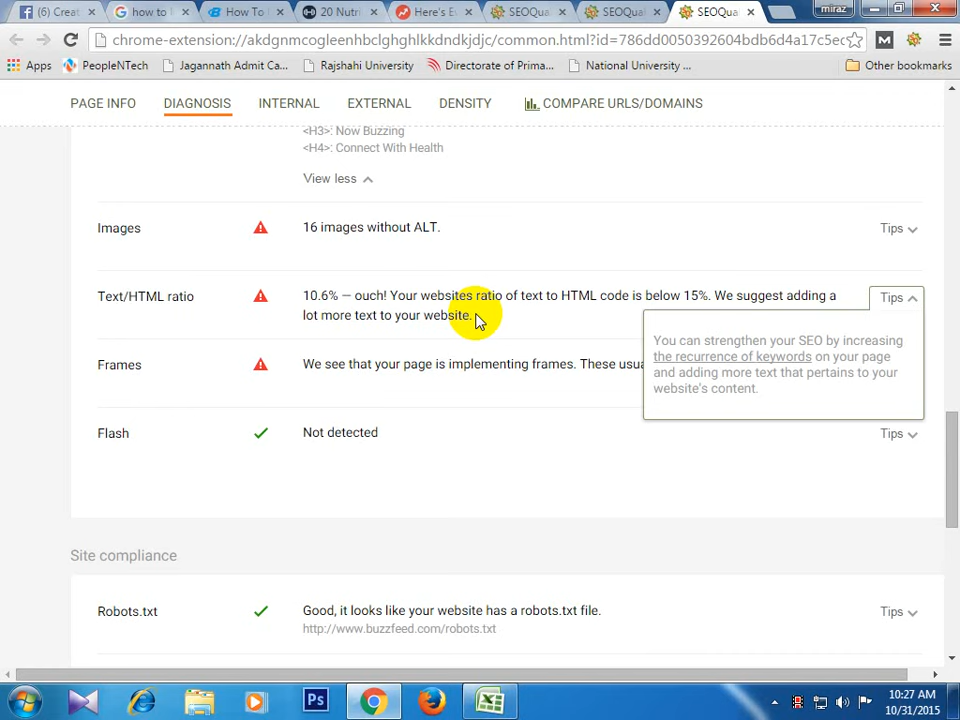 (6) Creat
how to l
How To
20 Nutri
Here's E
SEOQua
SEOQua
SEOQua
miraz
chrome-extension://akdgnmcogleenhbclghghlkkdndkjdjc/common.html?id=786dd0050392604bdb6d4a17c5ec
Apps
PeopleNTech
Jagannath Admit Ca...
Rajshahi University
Directorate of Prima...
National University ...
Other bookmarks
PAGE INFO DIAGNOSIS INTERNAL EXTERNAL DENSITY COMPARE URLS/DOMAINS
<H3>: Now Buzzing
<H4>: Connect With Health
View less
Images 16 images without ALT. Tips
Text/HTML ratio 10.6% — ouch! Your websites ratio of text to HTML code is below 15%. We suggest adding a Tips
lot more text to your website.
You can strengthen your SEO by increasing
the recurrence of keywords on your page
and adding more text that pertains to your
website's content.
Frames We see that your page is implementing frames. These usua
Flash Not detected Tips
Site compliance
Robots.txt Good, it looks like your website has a robots.txt file. Tips
http://www.buzzfeed.com/robots.txt
Ps
10:27 AM
10/31/2015